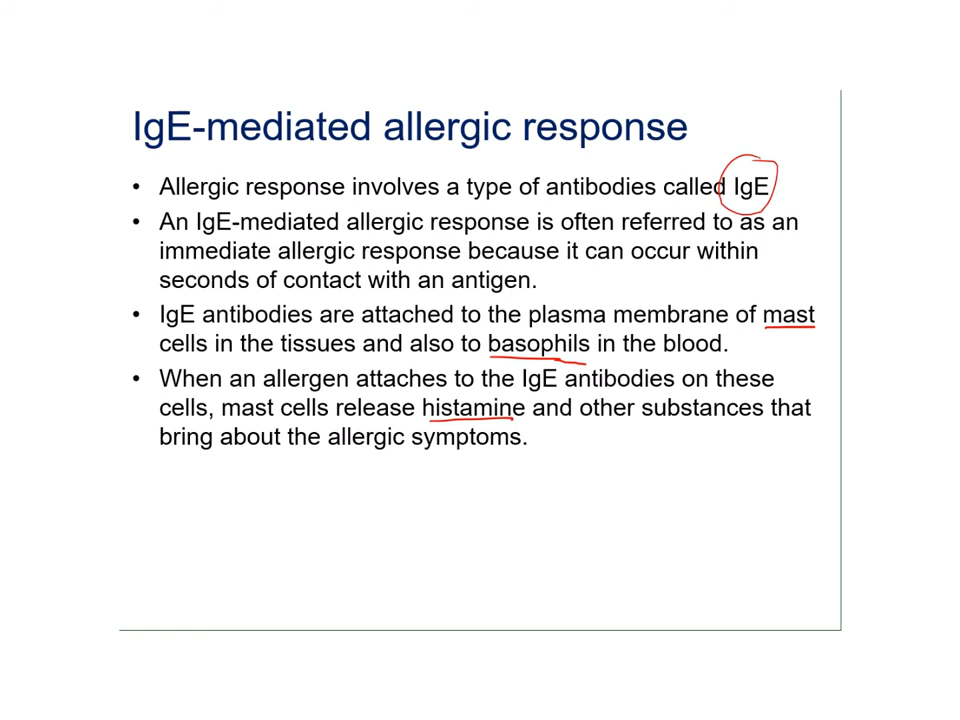 IgE-mediated allergic response
• Allergic response involves a type of antibodies called IgE
• An IgE-mediated allergic response is often referred to as an
immediate allergic response because it can occur within
seconds of contact with an antigen.
• IgE antibodies are attached to the plasma membrane of mast
cells in the tissues and also to basophils in the blood.
• When an allergen attaches to the IgE antibodies on these
cells, mast cells release histamine and other substances that
bring about the allergic symptoms.